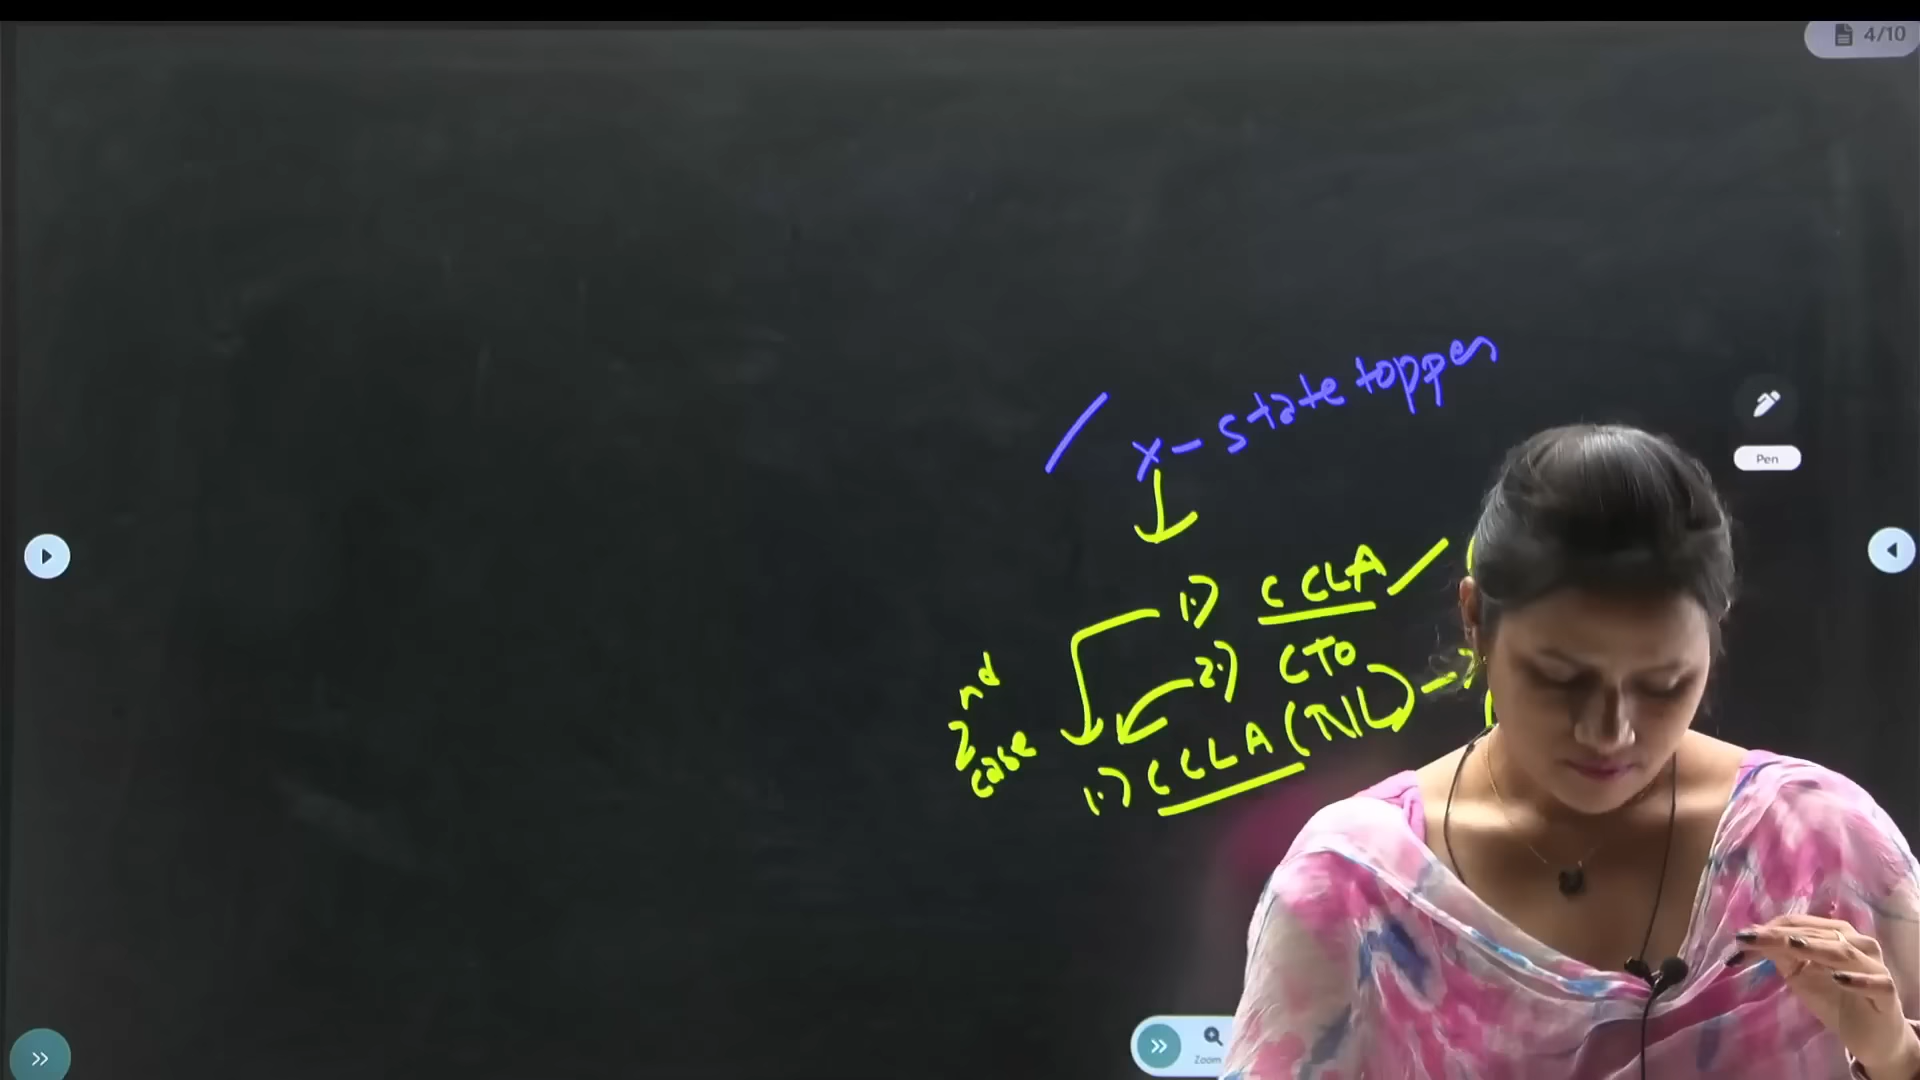 4/10
x - state topper
Pen
1.) CCLA
2.) CTO
2nd case
1.) CCLA (NIL) -
Zoom